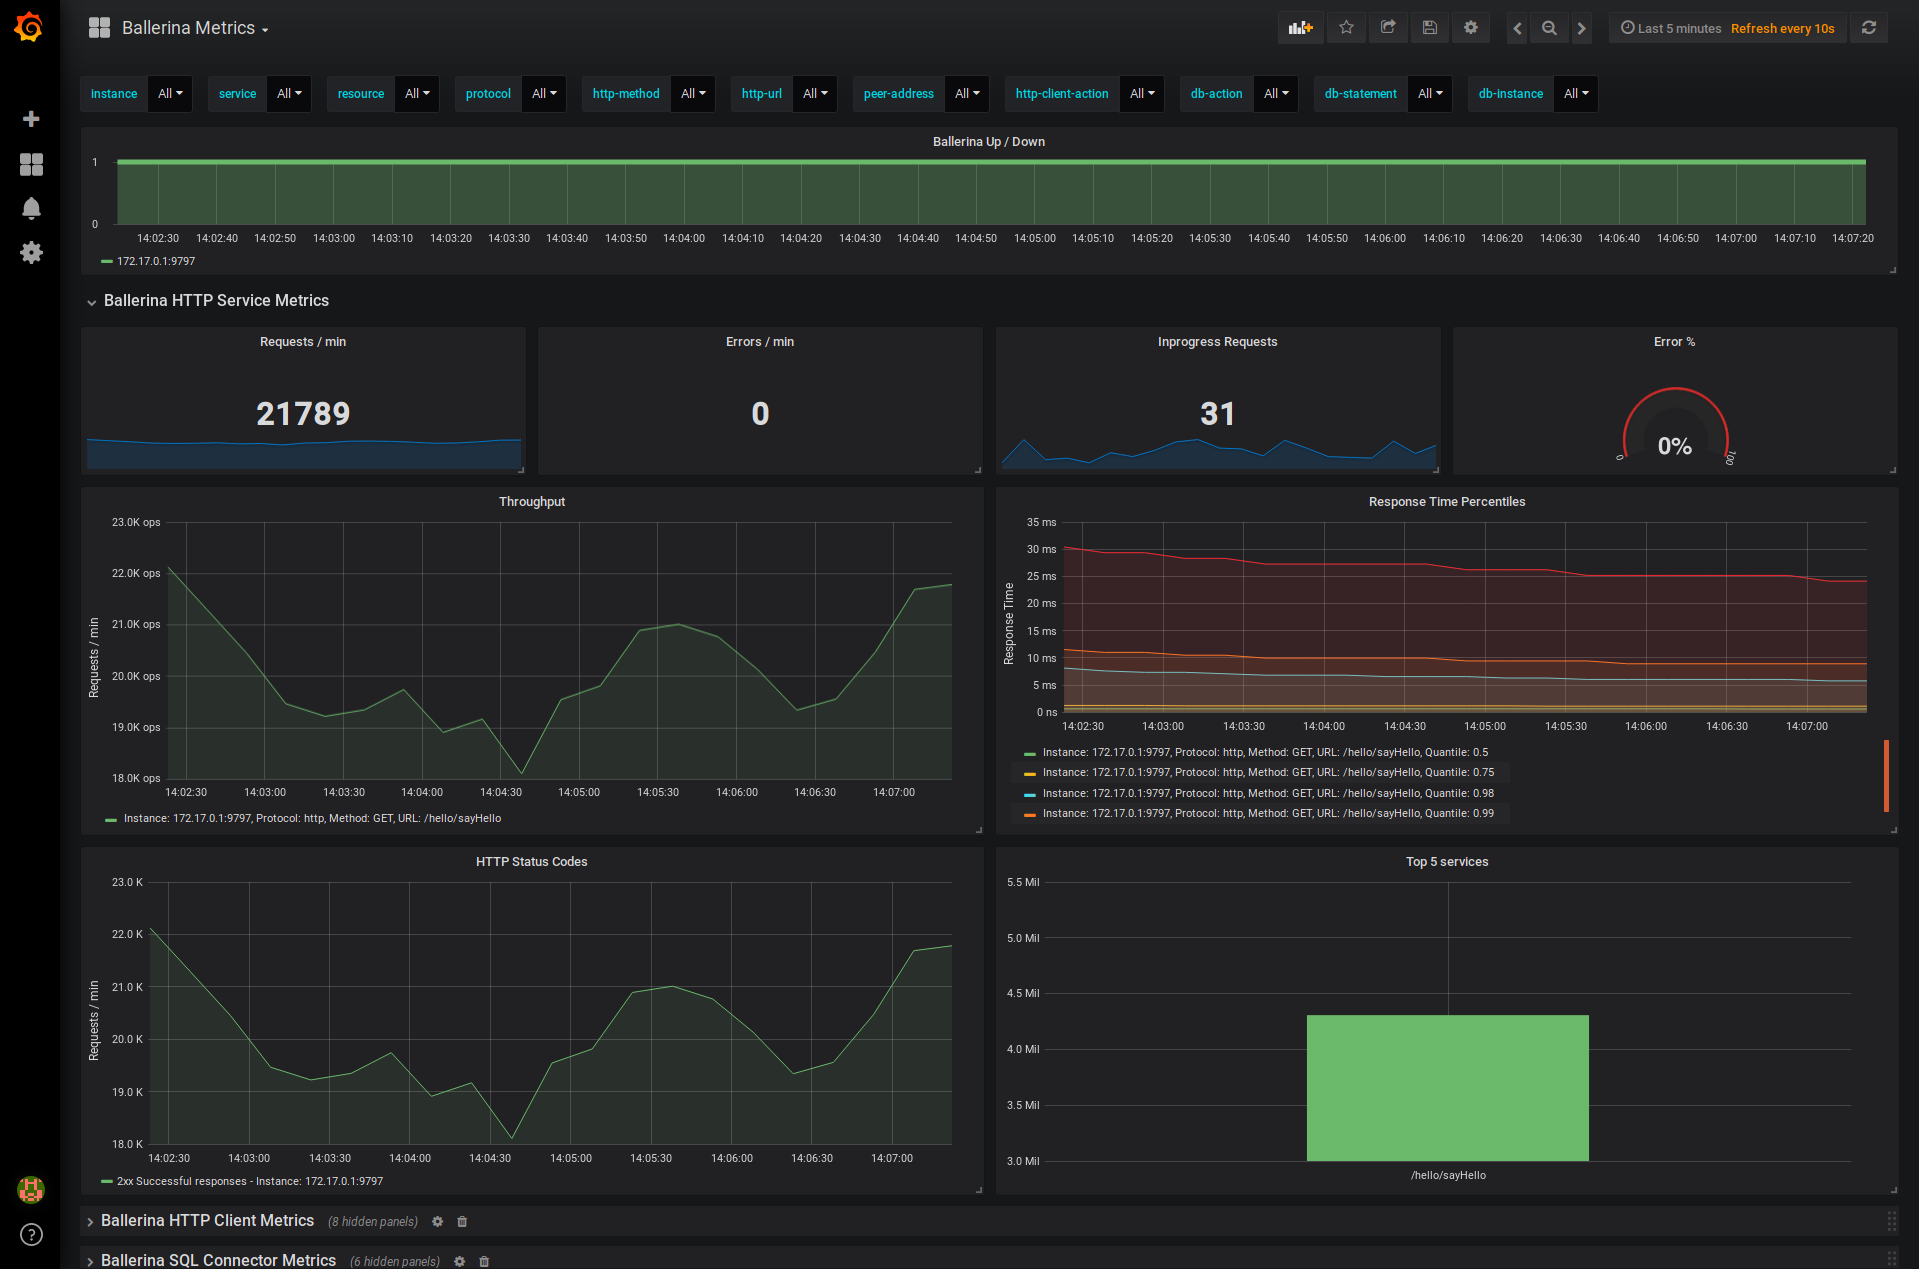 Ballerina Metrics
Last 5 minutes Refresh every 10s
instance All service All resource All protocol All http-method All http-url All peer-address All http-client-action All db-action All db-statement All db-instance All
Ballerina Up / Down
1
0
14:02:30 14:02:40 14:02:50 14:03:00 14:03:10 14:03:20 14:03:30 14:03:40 14:03:50 14:04:00 14:04:10 14:04:20 14:04:30 14:04:40 14:04:50 14:05:00 14:05:10 14:05:20 14:05:30 14:05:40 14:05:50 14:06:00 14:06:10 14:06:20 14:06:30 14:06:40 14:06:50 14:07:00 14:07:10 14:07:20
172.17.0.1:9797
Ballerina HTTP Service Metrics
Requests / min
21789
Errors / min
0
Inprogress Requests
31
Error %
0%
0
100
Throughput
Requests / min
23.0K ops
22.0K ops
21.0K ops
20.0K ops
19.0K ops
18.0K ops
14:02:30 14:03:00 14:03:30 14:04:00 14:04:30 14:05:00 14:05:30 14:06:00 14:06:30 14:07:00
Instance: 172.17.0.1:9797, Protocol: http, Method: GET, URL: /hello/sayHello
Response Time Percentiles
Response Time
35 ms
30 ms
25 ms
20 ms
15 ms
10 ms
5 ms
0 ns
14:02:30 14:03:00 14:03:30 14:04:00 14:04:30 14:05:00 14:05:30 14:06:00 14:06:30 14:07:00
Instance: 172.17.0.1:9797, Protocol: http, Method: GET, URL: /hello/sayHello, Quantile: 0.5
Instance: 172.17.0.1:9797, Protocol: http, Method: GET, URL: /hello/sayHello, Quantile: 0.75
Instance: 172.17.0.1:9797, Protocol: http, Method: GET, URL: /hello/sayHello, Quantile: 0.98
Instance: 172.17.0.1:9797, Protocol: http, Method: GET, URL: /hello/sayHello, Quantile: 0.99
HTTP Status Codes
Requests / min
23.0 K
22.0 K
21.0 K
20.0 K
19.0 K
18.0 K
14:02:30 14:03:00 14:03:30 14:04:00 14:04:30 14:05:00 14:05:30 14:06:00 14:06:30 14:07:00
2xx Successful responses - Instance: 172.17.0.1:9797
Top 5 services
5.5 Mil
5.0 Mil
4.5 Mil
4.0 Mil
3.5 Mil
3.0 Mil
/hello/sayHello
Ballerina HTTP Client Metrics (8 hidden panels)
Ballerina SQL Connector Metrics (6 hidden panels)